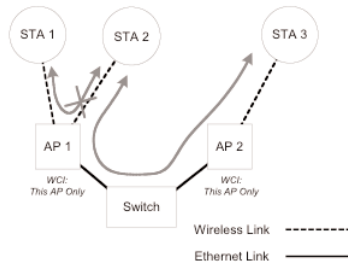 STA 1
STA 2
STA 3
AP 1
AP 2
WCI:
This AP Only
WCI:
This AP Only
Switch
Wireless Link
Ethernet Link